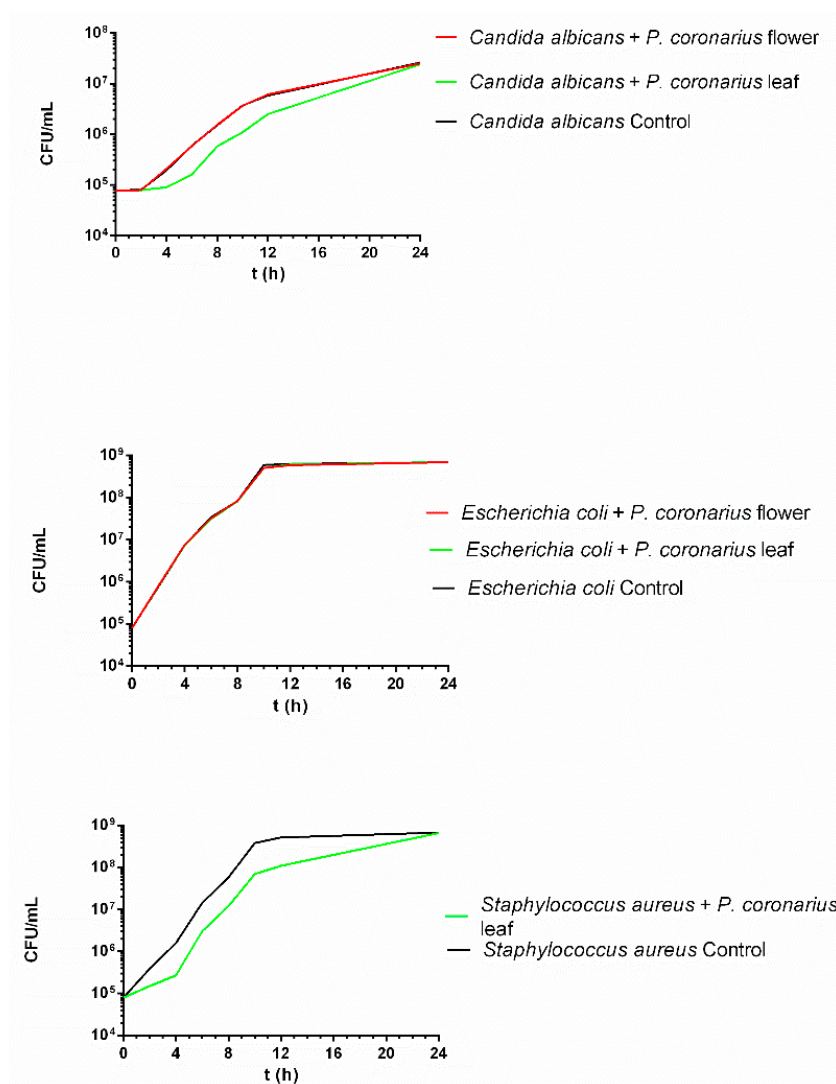 10⁸
10⁷
10⁶
10⁵
10⁴
CFU/mL
0 4 8 12 16 20 24
t (h)
Candida albicans + P. coronarius flower
Candida albicans + P. coronarius leaf
Candida albicans Control
10⁹
10⁸
10⁷
10⁶
10⁵
10⁴
CFU/mL
0 4 8 12 16 20 24
t (h)
Escherichia coli + P. coronarius flower
Escherichia coli + P. coronarius leaf
Escherichia coli Control
10⁹
10⁸
10⁷
10⁶
10⁵
10⁴
CFU/mL
0 4 8 12 16 20 24
t (h)
Staphylococcus aureus + P. coronarius
leaf
Staphylococcus aureus Control